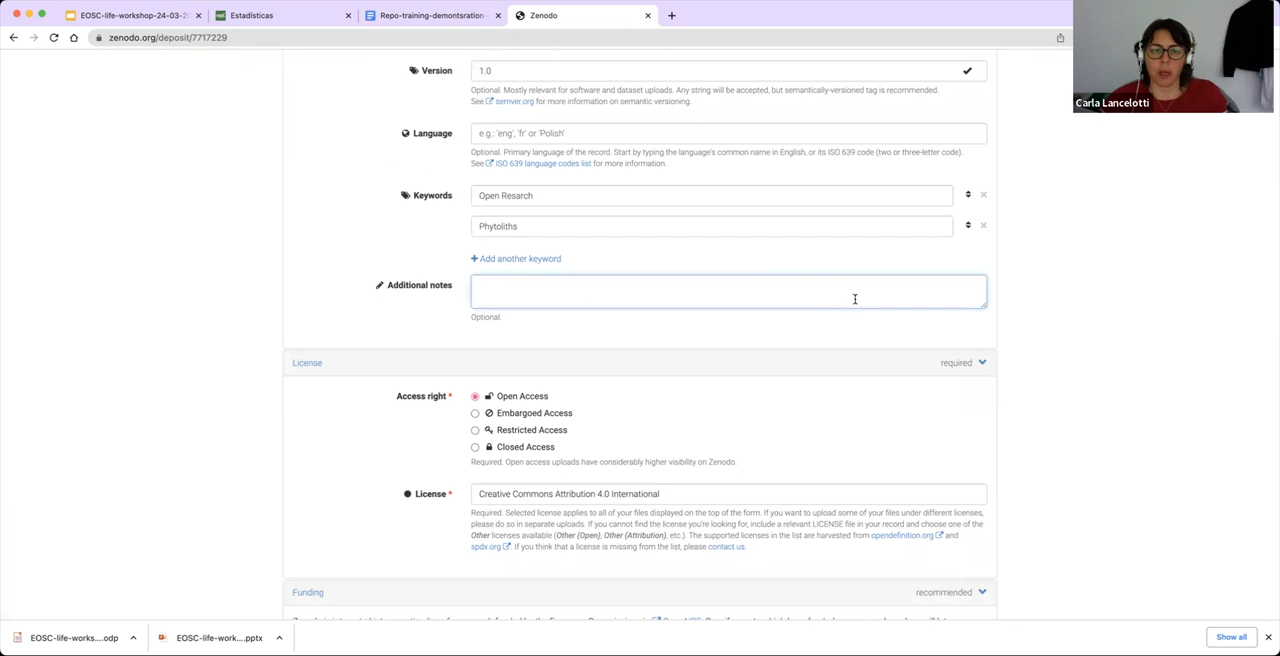 EOSC-life-workshop-24-03-2
Estadísticas
Repo-training-demontsration
Zenodo
zenodo.org/deposit/7717229
Carla Lancelotti
Version
1.0
Optional. Mostly relevant for software and dataset uploads. Any string will be accepted, but semantically-versioned tag is recommended.
See semver.org for more information on semantic versioning.
Language
e.g.: 'eng', 'fr' or 'Polish'
Optional. Primary language of the record. Start by typing the language's common name in English, or its ISO 639 code (two or three-letter code).
See ISO 639 language codes list for more information.
Keywords
Open Resarch
Phytoliths
Add another keyword
Additional notes
Optional.
License
required
Access right *
Open Access
Embargoed Access
Restricted Access
Closed Access
Required. Open access uploads have considerably higher visibility on Zenodo.
License *
Creative Commons Attribution 4.0 International
Required. Selected license applies to all of your files displayed on the top of the form. If you want to upload some of your files under different licenses,
please do so in separate uploads. If you cannot find the license you're looking for, include a relevant LICENSE file in your record and choose one of the
Other licenses available (Other (Open), Other (Attribution), etc.). The supported licenses in the list are harvested from opendefinition.org and
spdx.org. If you think that a license is missing from the list, please contact us.
Funding
recommended
EOSC-life-works....odp
EOSC-life-work....pptx
Show all